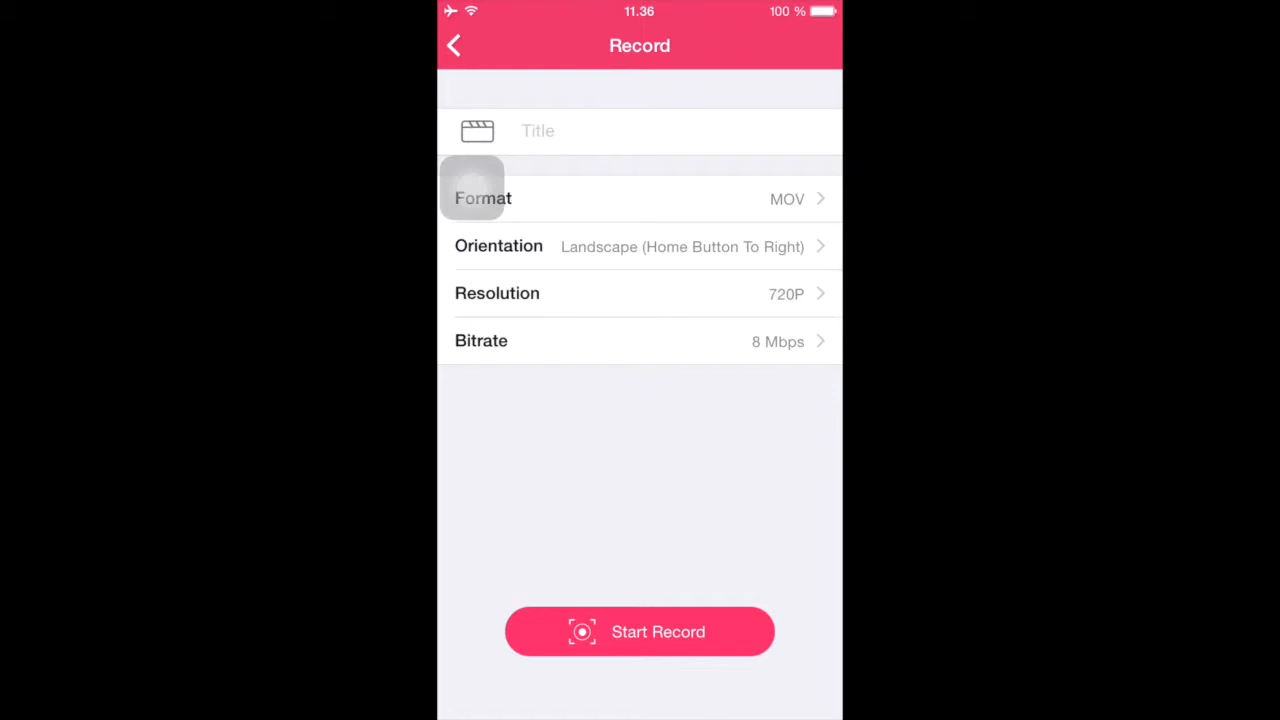 11.36 100 %
Record
Title
Format MOV
Orientation Landscape (Home Button To Right)
Resolution 720P
Bitrate 8 Mbps
Start Record